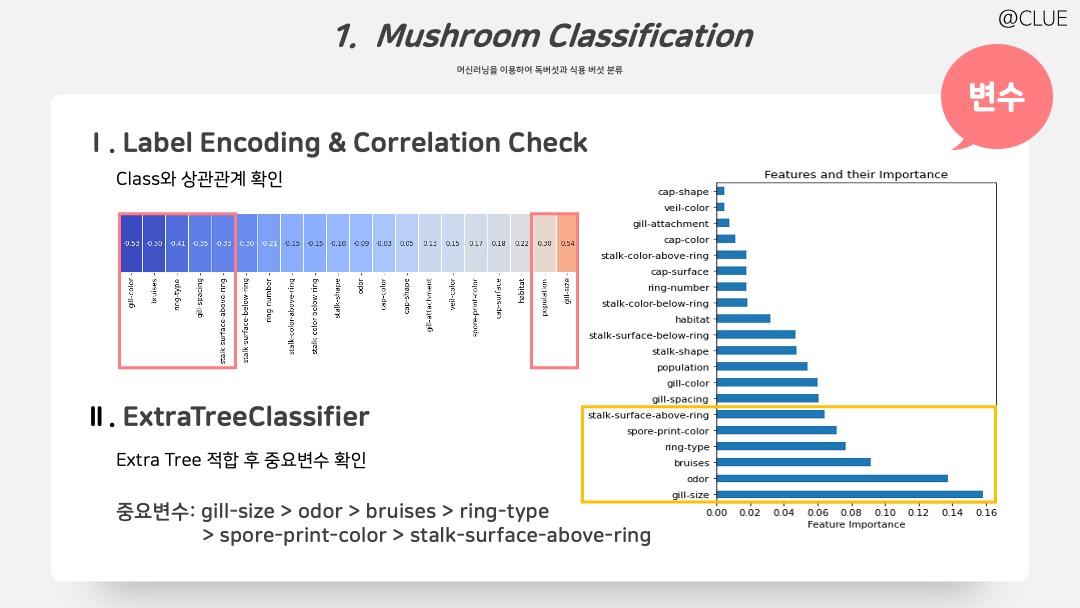 @CLUE
1. Mushroom Classification
머신러닝을 이용하여 독버섯과 식용 버섯 분류
변수
Ⅰ. Label Encoding & Correlation Check
Class와 상관관계 확인
-0.53 -0.50 -0.41 -0.35 -0.33 -0.30 -0.21 -0.15 -0.15 -0.10 -0.09 -0.03 0.05 0.13 0.15 0.17 0.18 0.22 0.30 0.54
gill-color
bruises
ring-type
gill-spacing
stalk-surface-above-ring
stalk-surface-below-ring
ring-number
stalk-color-above-ring
stalk-color-below-ring
stalk-shape
odor
cap-color
cap-shape
gill-attachment
veil-color
spore-print-color
cap-surface
habitat
population
gill-size
Ⅱ. ExtraTreeClassifier
Extra Tree 적합 후 중요변수 확인
중요변수: gill-size > odor > bruises > ring-type
> spore-print-color > stalk-surface-above-ring
Features and their Importance
cap-shape
veil-color
gill-attachment
cap-color
stalk-color-above-ring
cap-surface
ring-number
stalk-color-below-ring
habitat
stalk-surface-below-ring
stalk-shape
population
gill-color
gill-spacing
stalk-surface-above-ring
spore-print-color
ring-type
bruises
odor
gill-size
0.00 0.02 0.04 0.06 0.08 0.10 0.12 0.14 0.16
Feature Importance